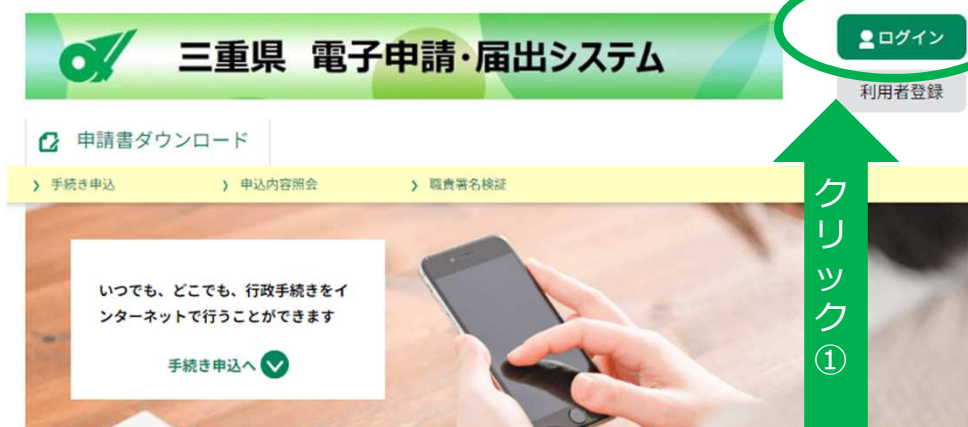 三重県 電子申請・届出システム
ログイン
利用者登録
申請書ダウンロード
手続き申込
申込内容照会
職責署名検証
いつでも、どこでも、行政手続きをイ
ンターネットで行うことができます
手続き申込へ
クリック①